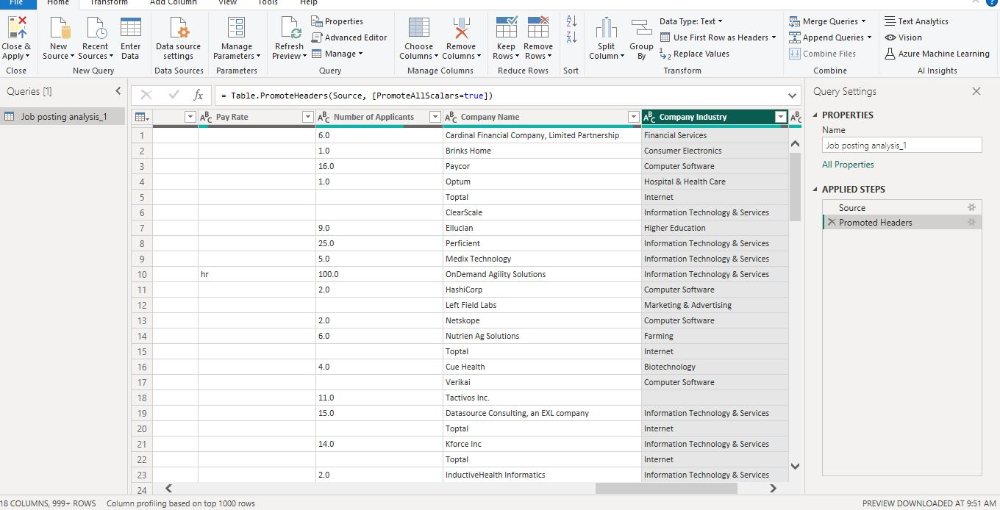 File Home Transform Add Column View Tools Help
Close & Apply
New Source
Recent Sources
Enter Data
Data source settings
Manage Parameters
Refresh Preview
Properties
Advanced Editor
Manage
Choose Columns
Remove Columns
Keep Rows
Remove Rows
Split Column
Group By
Data Type: Text
Use First Row as Headers
Replace Values
Merge Queries
Append Queries
Combine Files
Text Analytics
Vision
Azure Machine Learning
Close New Query Data Sources Parameters Query Manage Columns Reduce Rows Sort Transform Combine AI Insights
Queries [1]
Job posting analysis_1
fx = Table.PromoteHeaders(Source, [PromoteAllScalars=true])
Pay Rate Number of Applicants Company Name Company Industry
1 6.0 Cardinal Financial Company, Limited Partnership Financial Services
2 1.0 Brinks Home Consumer Electronics
3 16.0 Paycor Computer Software
4 1.0 Optum Hospital & Health Care
5 Toptal Internet
6 ClearScale Information Technology & Services
7 9.0 Ellucian Higher Education
8 25.0 Perficient Information Technology & Services
9 5.0 Medix Technology Information Technology & Services
10 hr 100.0 OnDemand Agility Solutions Information Technology & Services
11 2.0 HashiCorp Computer Software
12 Left Field Labs Marketing & Advertising
13 2.0 Netskope Computer Software
14 6.0 Nutrien Ag Solutions Farming
15 Toptal Internet
16 4.0 Cue Health Biotechnology
17 Verikai Computer Software
18 11.0 Tactivos Inc.
19 15.0 Datasource Consulting, an EXL company Information Technology & Services
20 Toptal Internet
21 14.0 Kforce Inc Information Technology & Services
22 Toptal Internet
23 2.0 InductiveHealth Informatics Information Technology & Services
24
Query Settings
PROPERTIES
Name
Job posting analysis_1
All Properties
APPLIED STEPS
Source
Promoted Headers
18 COLUMNS, 999+ ROWS Column profiling based on top 1000 rows PREVIEW DOWNLOADED AT 9:51 AM